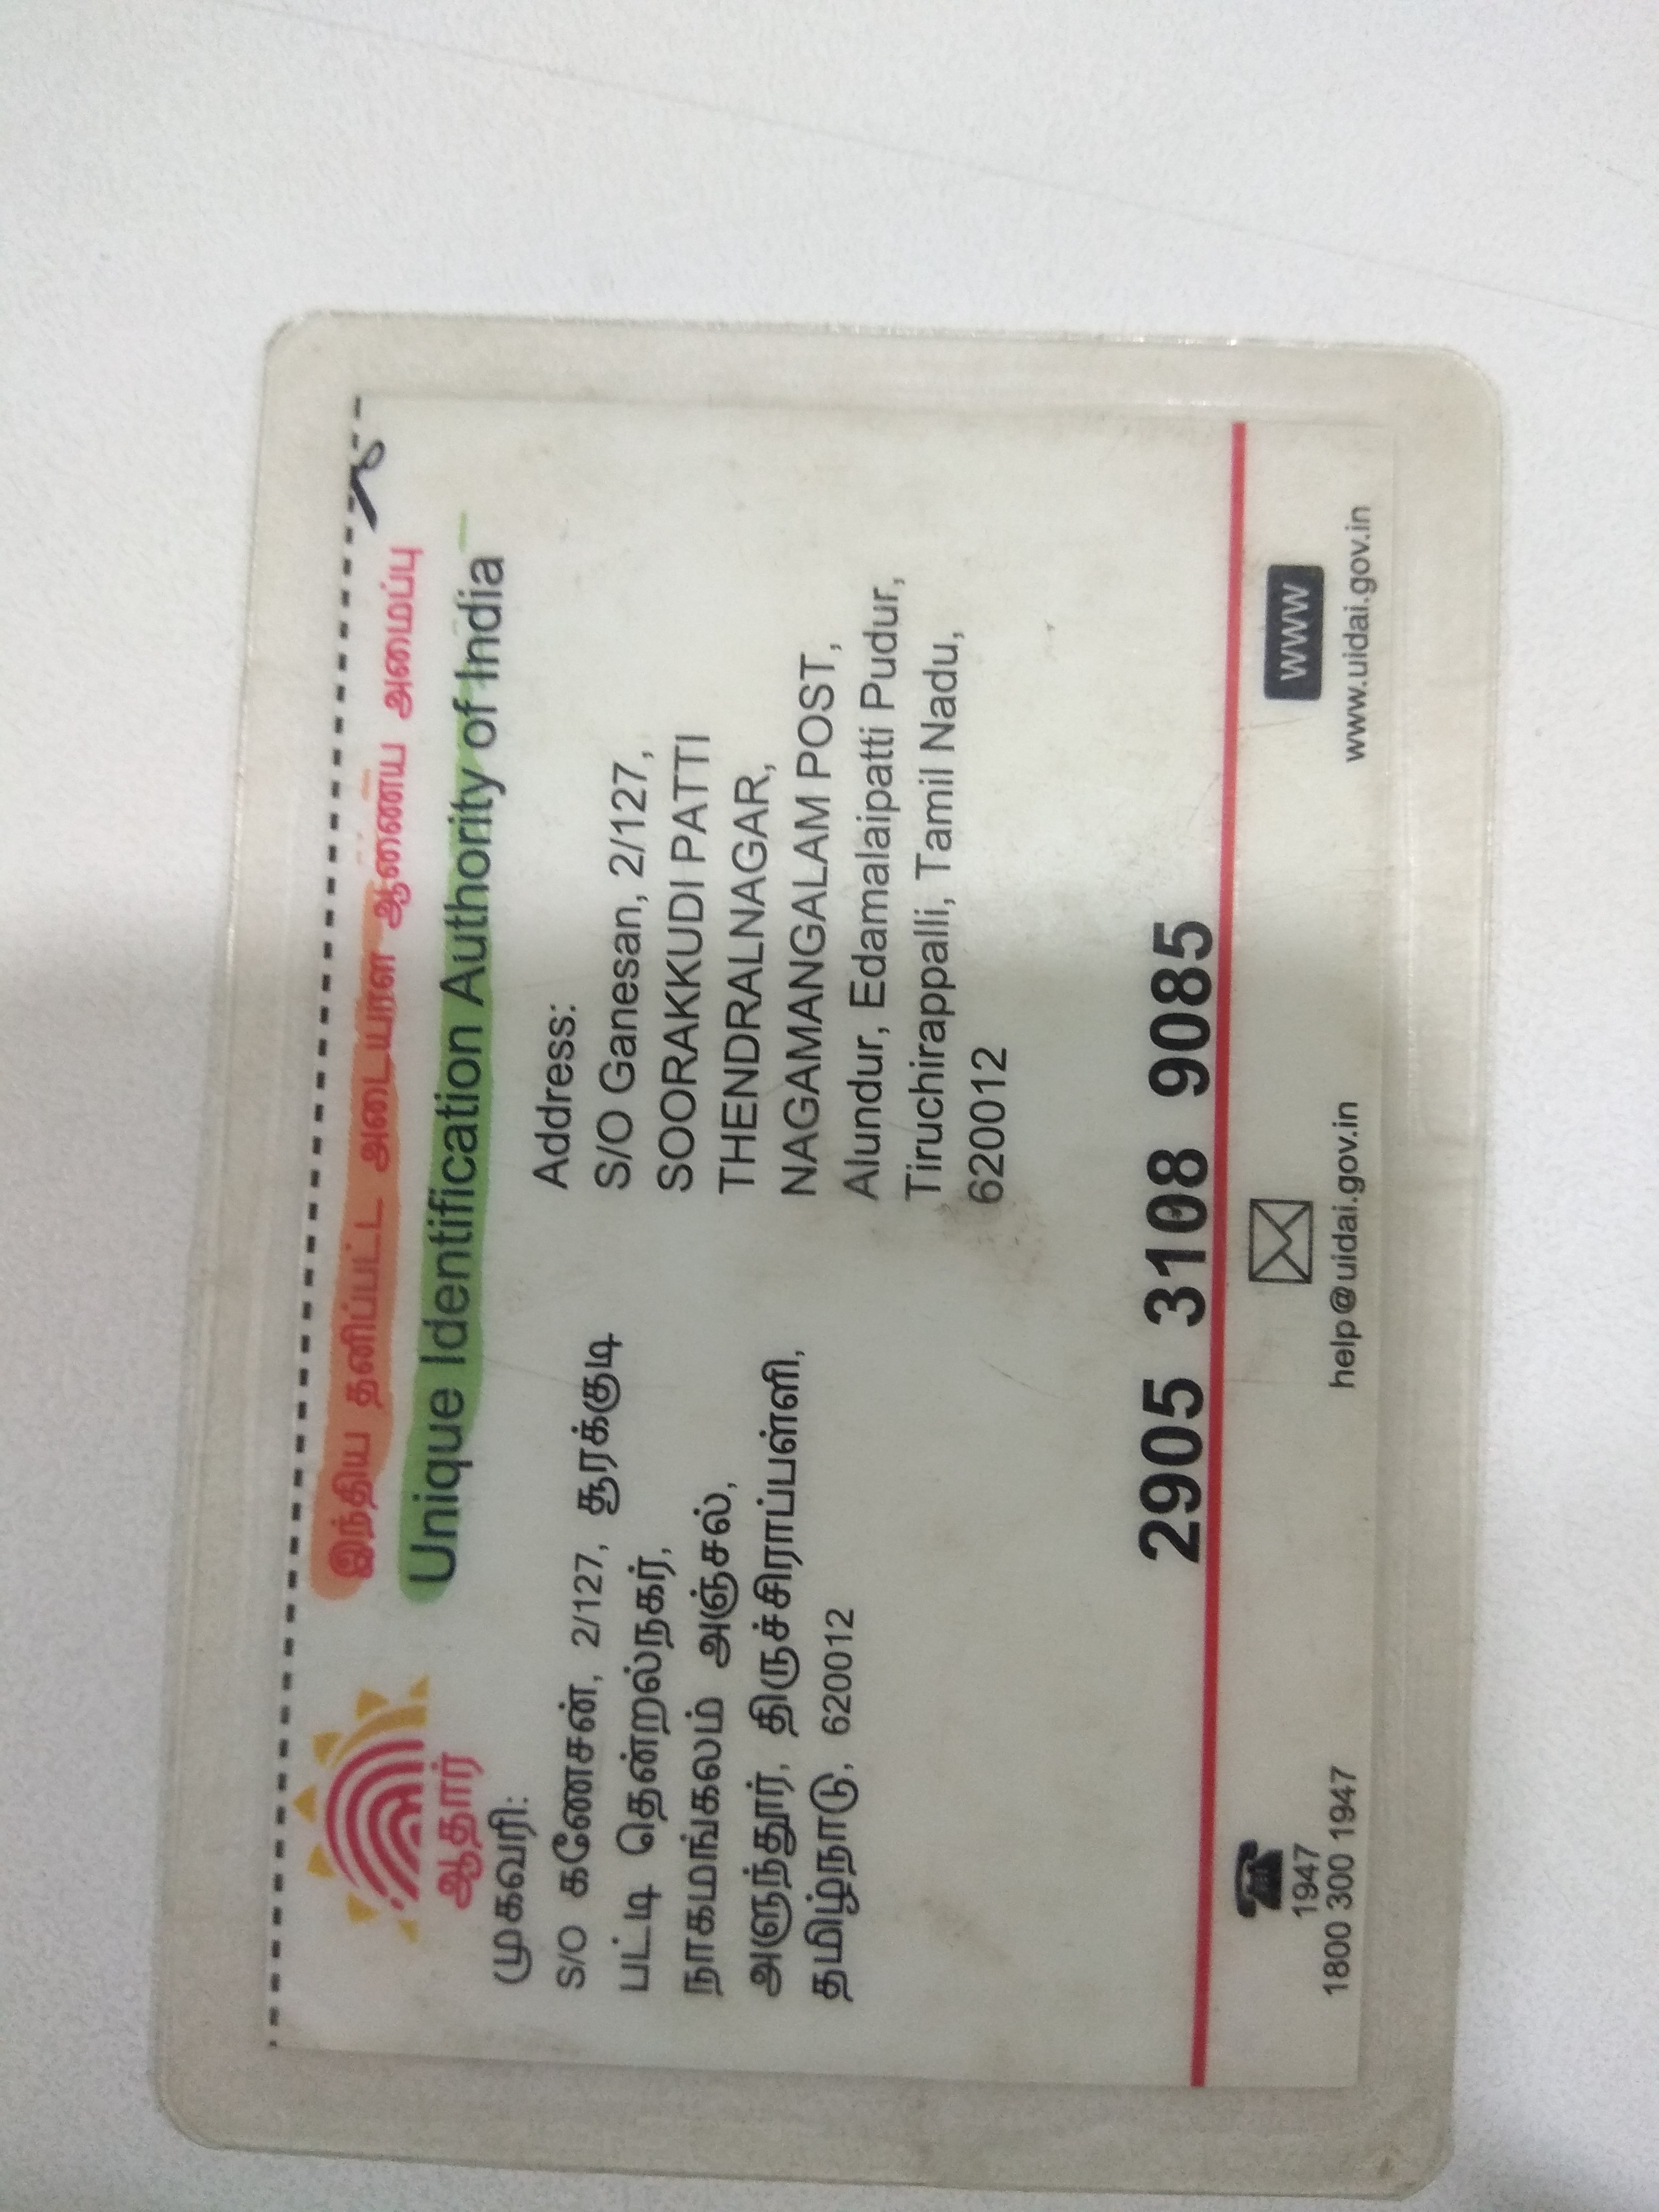 இந்திய தனிப்பட்ட அடையாள ஆணைய அமைப்பு
Unique Identification Authority of India
ஆதார்
முகவரி:
S/O கணேசன், 2/127, சூரக்குடி
பட்டி தென்றல்நகர்,
நாகமங்கலம் அஞ்சல்,
அளுந்தூர், திருச்சிராப்பள்ளி,
தமிழ்நாடு, 620012
Address:
S/O Ganesan, 2/127,
SOORAKKUDI PATTI
THENDRALNAGAR,
NAGAMANGALAM POST,
Alundur, Edamalaipatti Pudur,
Tiruchirappalli, Tamil Nadu,
620012
2905 3108 9085
1947
1800 300 1947
help@uidai.gov.in
www
www.uidai.gov.in